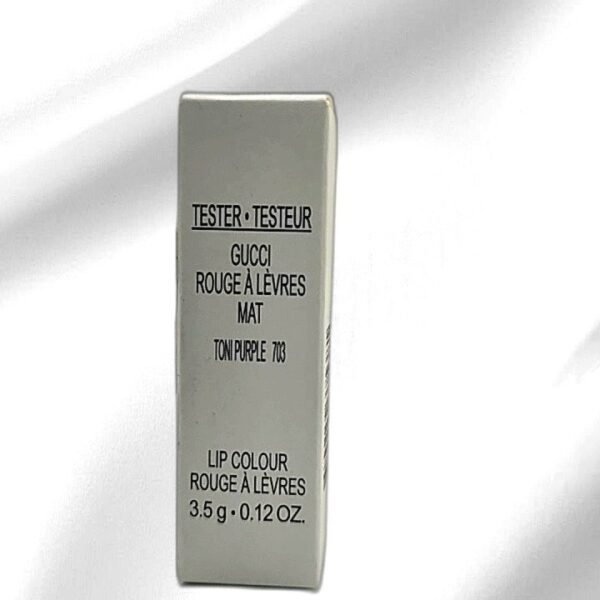 TESTER • TESTEUR
GUCCI
ROUGE À LÈVRES
MAT
TONI PURPLE 703
LIP COLOUR
ROUGE À LÈVRES
3.5 g • 0.12 OZ.